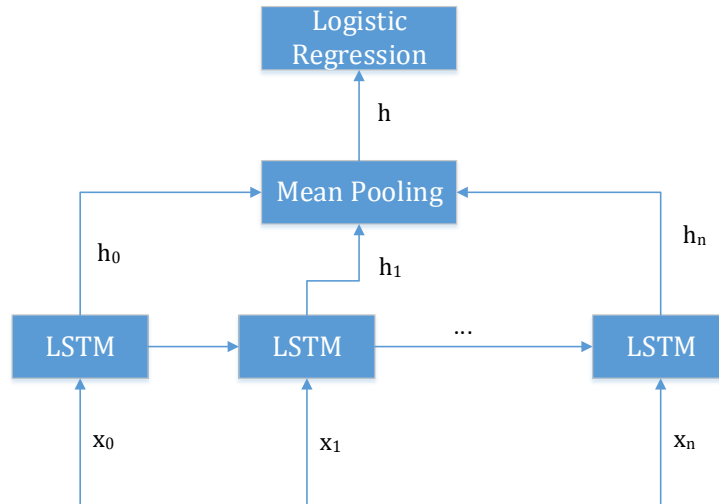 Logistic
Regression
h
Mean Pooling
h₀
h₁
hₙ
...
LSTM
LSTM
LSTM
x₀
x₁
xₙ